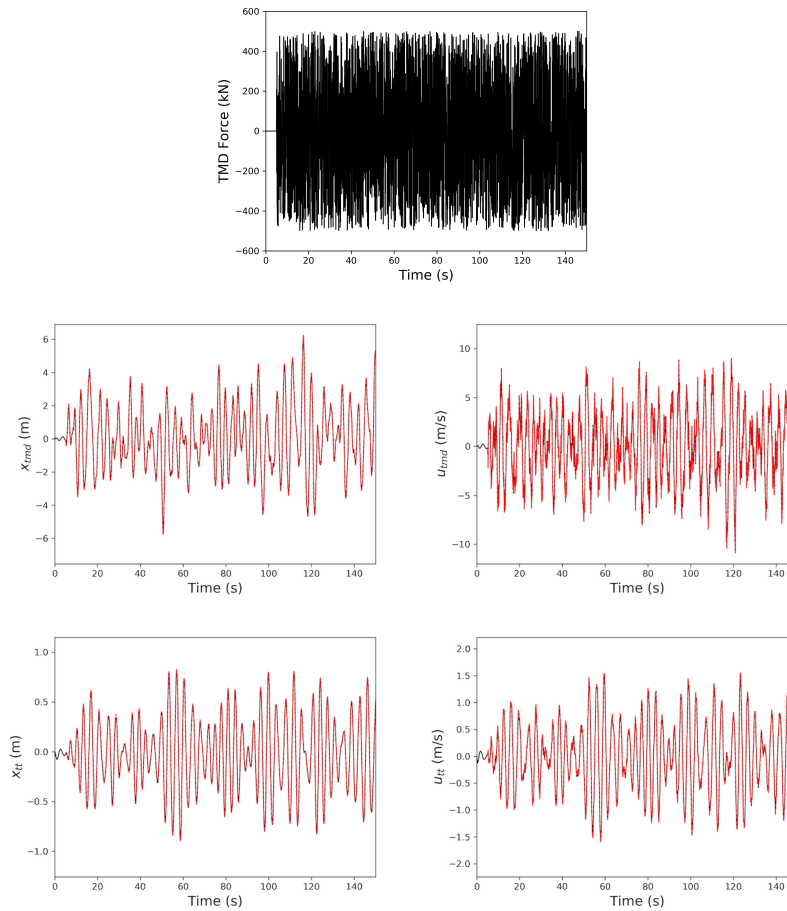 600
400
200
0
−200
−400
−600
TMD Force (kN)
0 20 40 60 80 100 120 140
Time (s)
6
4
2
0
−2
−4
−6
x_tmd (m)
0 20 40 60 80 100 120 140
Time (s)
10
5
0
−5
−10
u_tmd (m/s)
0 20 40 60 80 100 120 140
Time (s)
1.0
0.5
0.0
−0.5
−1.0
x_tt (m)
0 20 40 60 80 100 120 140
Time (s)
2.0
1.5
1.0
0.5
0.0
−0.5
−1.0
−1.5
−2.0
u_tt (m/s)
0 20 40 60 80 100 120 140
Time (s)